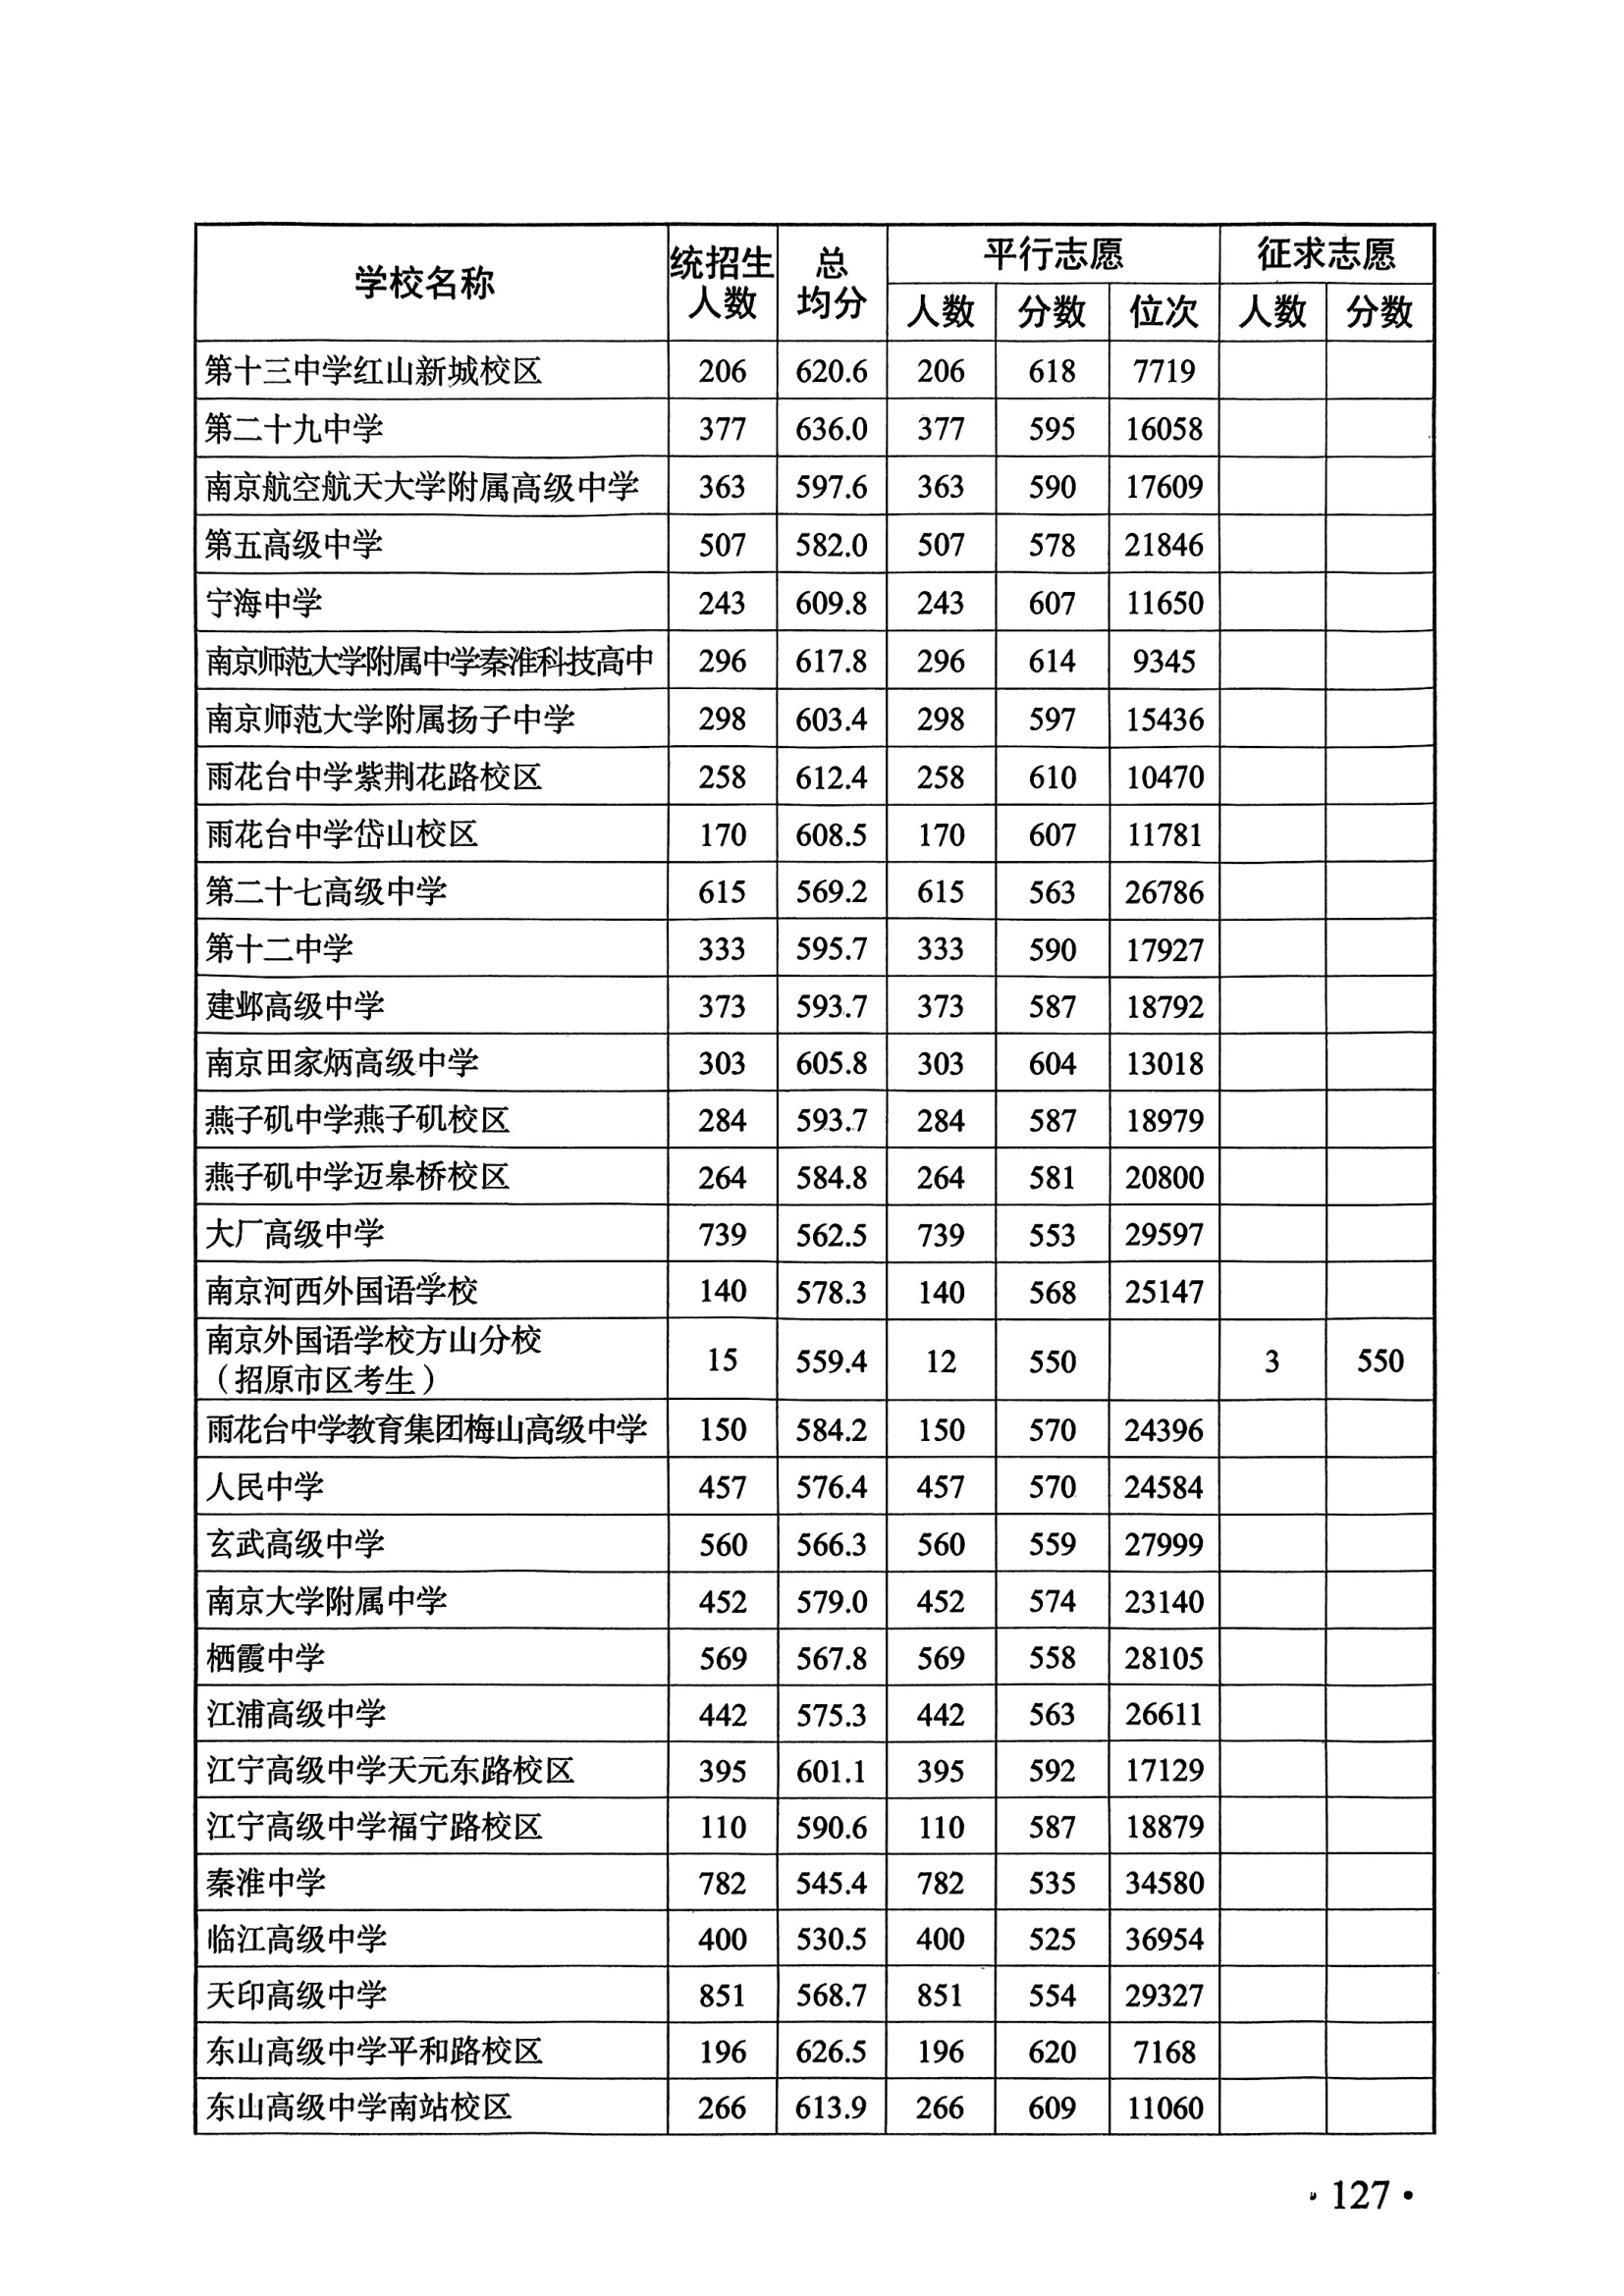 学校名称 统招生人数 总均分 平行志愿 征求志愿
人数 分数 位次 人数 分数
第十三中学红山新城校区 206 620.6 206 618 7719
第二十九中学 377 636.0 377 595 16058
南京航空航天大学附属高级中学 363 597.6 363 590 17609
第五高级中学 507 582.0 507 578 21846
宁海中学 243 609.8 243 607 11650
南京师范大学附属中学秦淮科技高中 296 617.8 296 614 9345
南京师范大学附属扬子中学 298 603.4 298 597 15436
雨花台中学紫荆花路校区 258 612.4 258 610 10470
雨花台中学岱山校区 170 608.5 170 607 11781
第二十七高级中学 615 569.2 615 563 26786
第十二中学 333 595.7 333 590 17927
建邺高级中学 373 593.7 373 587 18792
南京田家炳高级中学 303 605.8 303 604 13018
燕子矶中学燕子矶校区 284 593.7 284 587 18979
燕子矶中学迈皋桥校区 264 584.8 264 581 20800
大厂高级中学 739 562.5 739 553 29597
南京河西外国语学校 140 578.3 140 568 25147
南京外国语学校方山分校
（招原市区考生） 15 559.4 12 550 3 550
雨花台中学教育集团梅山高级中学 150 584.2 150 570 24396
人民中学 457 576.4 457 570 24584
玄武高级中学 560 566.3 560 559 27999
南京大学附属中学 452 579.0 452 574 23140
栖霞中学 569 567.8 569 558 28105
江浦高级中学 442 575.3 442 563 26611
江宁高级中学天元东路校区 395 601.1 395 592 17129
江宁高级中学福宁路校区 110 590.6 110 587 18879
秦淮中学 782 545.4 782 535 34580
临江高级中学 400 530.5 400 525 36954
天印高级中学 851 568.7 851 554 29327
东山高级中学平和路校区 196 626.5 196 620 7168
东山高级中学南站校区 266 613.9 266 609 11060
· 127 ·